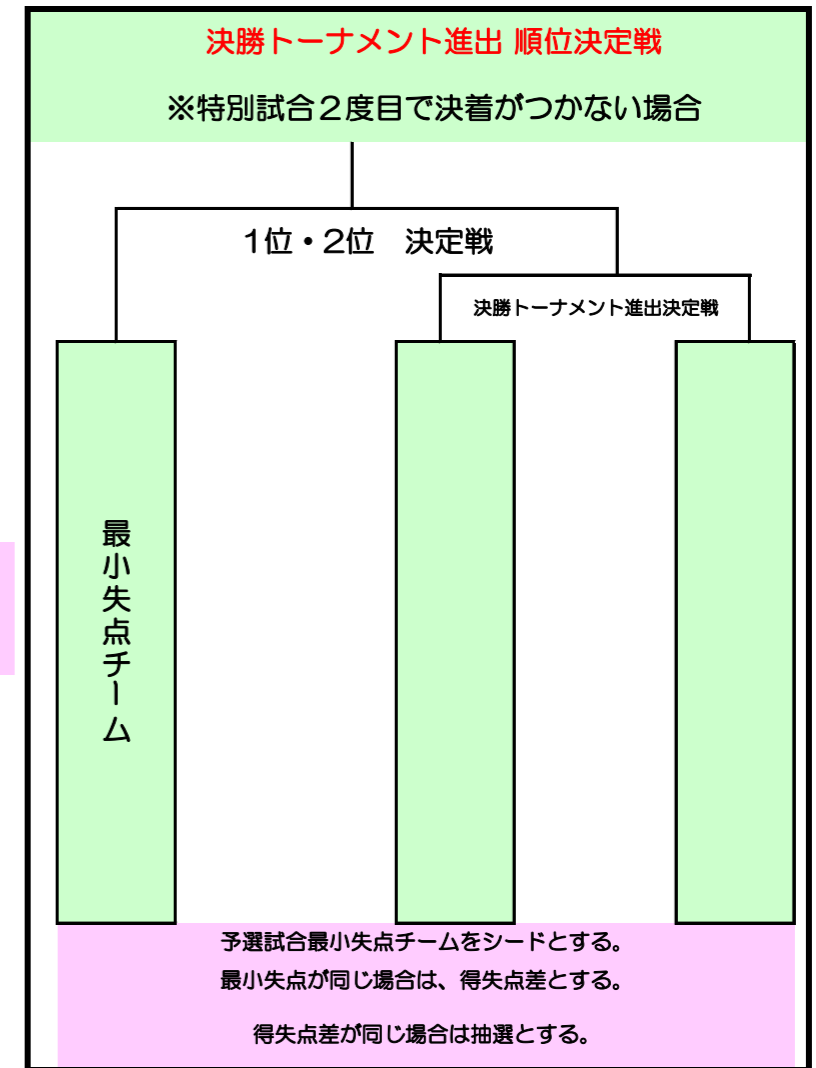 決勝トーナメント進出 順位決定戦
※特別試合２度目で決着がつかない場合
1位・2位　決定戦
決勝トーナメント進出決定戦
最小失点チーム
予選試合最小失点チームをシードとする。
最小失点が同じ場合は、得失点差とする。
得失点差が同じ場合は抽選とする。